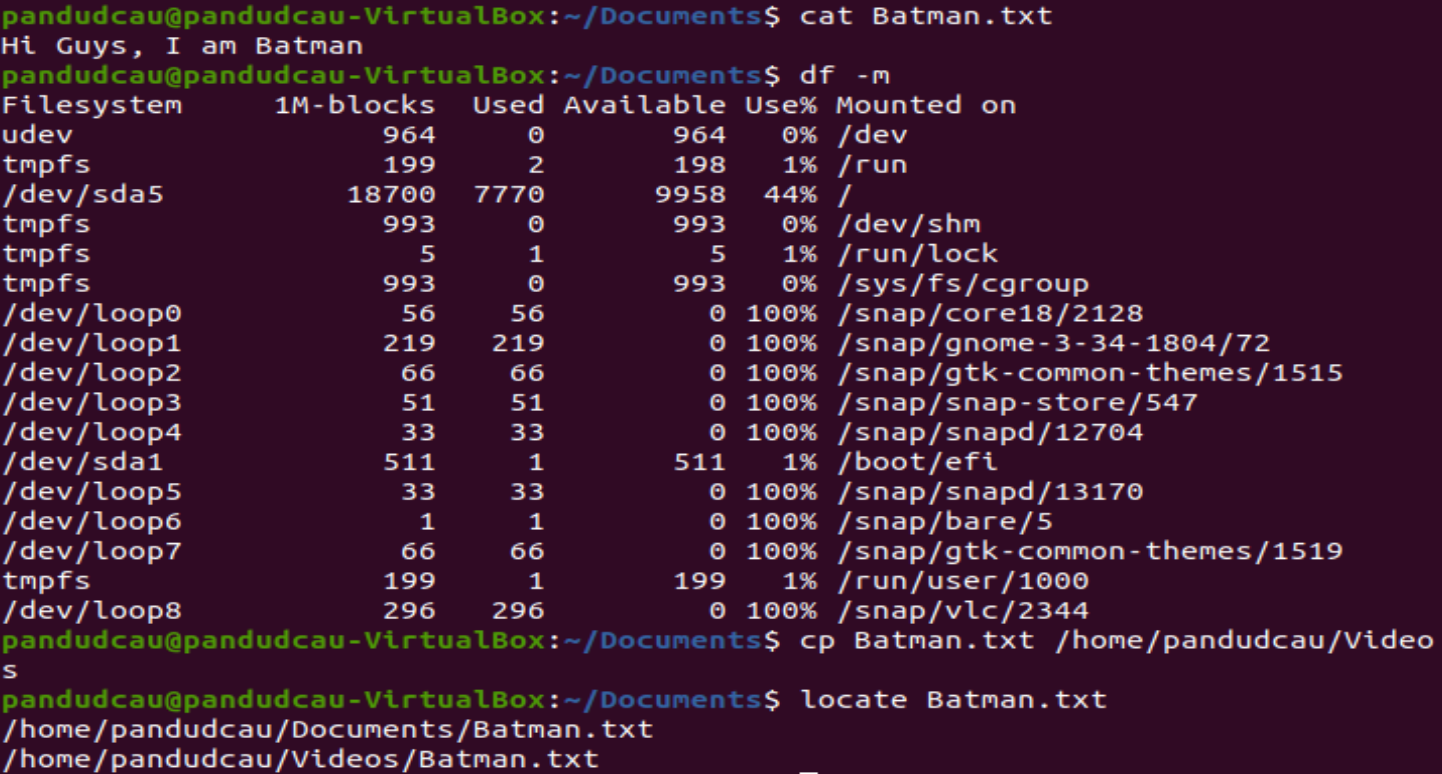 pandudcau@pandudcau-VirtualBox:~/Documents$ cat Batman.txt
Hi Guys, I am Batman
pandudcau@pandudcau-VirtualBox:~/Documents$ df -m
Filesystem     1M-blocks  Used Available Use% Mounted on
udev                 964     0       964   0% /dev
tmpfs                199     2       198   1% /run
/dev/sda5          18700  7770      9958  44% /
tmpfs                993     0       993   0% /dev/shm
tmpfs                  5     1         5   1% /run/lock
tmpfs                993     0       993   0% /sys/fs/cgroup
/dev/loop0            56    56         0 100% /snap/core18/2128
/dev/loop1           219   219         0 100% /snap/gnome-3-34-1804/72
/dev/loop2            66    66         0 100% /snap/gtk-common-themes/1515
/dev/loop3            51    51         0 100% /snap/snap-store/547
/dev/loop4            33    33         0 100% /snap/snapd/12704
/dev/sda1            511     1       511   1% /boot/efi
/dev/loop5            33    33         0 100% /snap/snapd/13170
/dev/loop6             1     1         0 100% /snap/bare/5
/dev/loop7            66    66         0 100% /snap/gtk-common-themes/1519
tmpfs                199     1       199   1% /run/user/1000
/dev/loop8           296   296         0 100% /snap/vlc/2344
pandudcau@pandudcau-VirtualBox:~/Documents$ cp Batman.txt /home/pandudcau/Video
s
pandudcau@pandudcau-VirtualBox:~/Documents$ locate Batman.txt
/home/pandudcau/Documents/Batman.txt
/home/pandudcau/Videos/Batman.txt